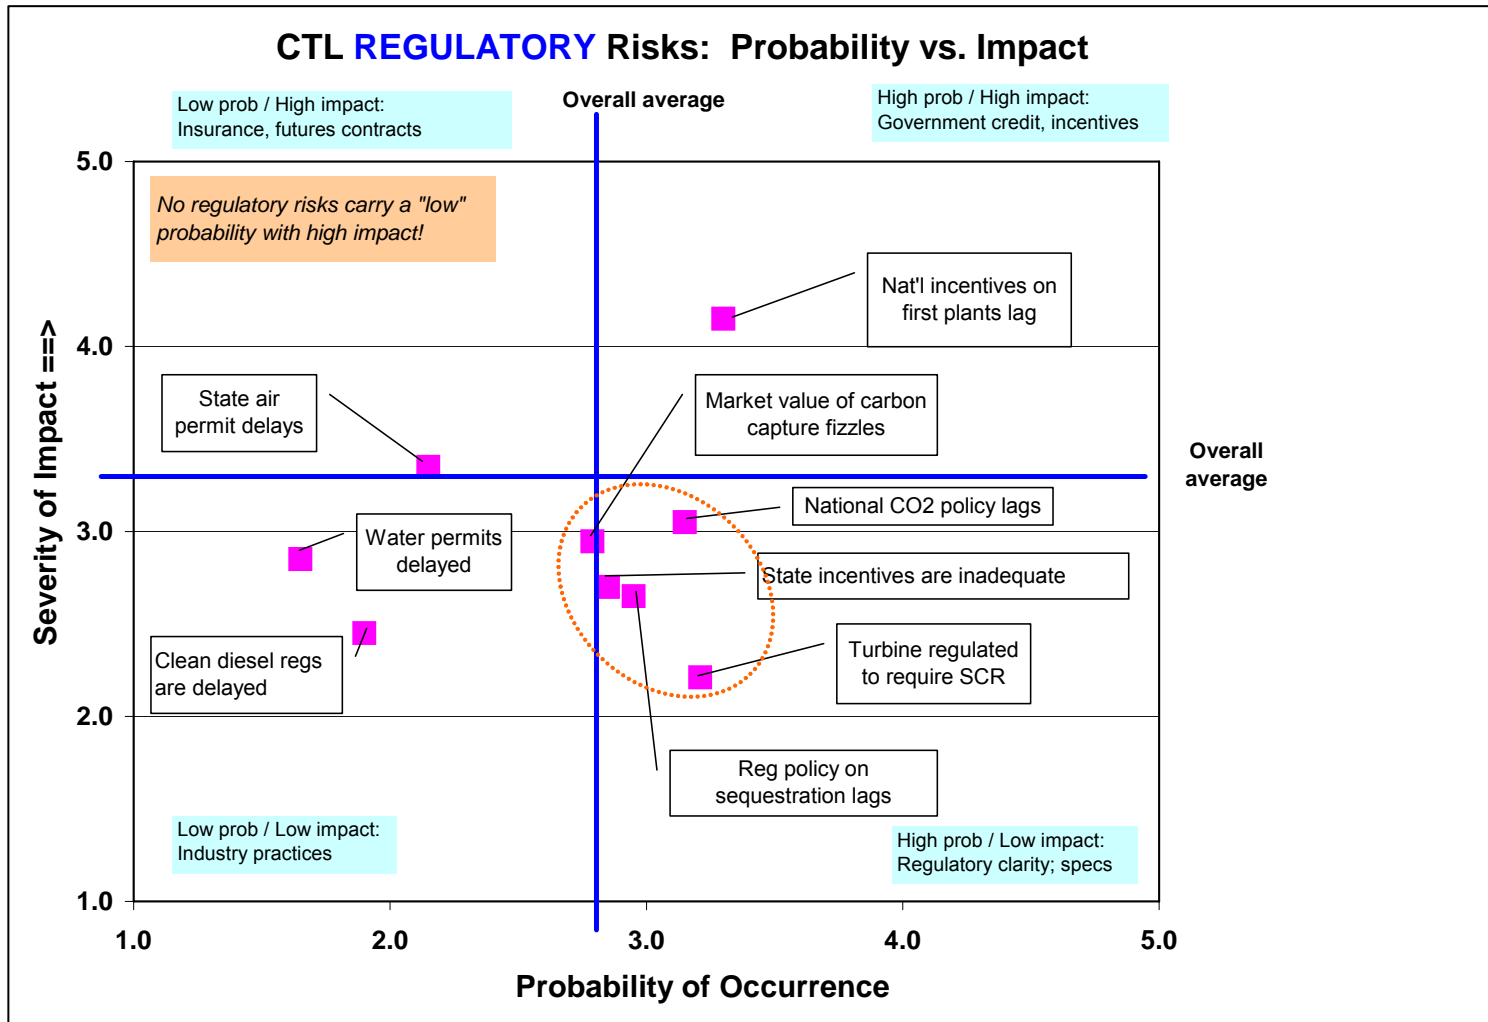 CTL REGULATORY Risks:  Probability vs. Impact
Low prob / High impact:
Insurance, futures contracts
Overall average
High prob / High impact:
Government credit, incentives
5.0
No regulatory risks carry a "low"
probability with high impact!
Nat'l incentives on
first plants lag
4.0
State air
permit delays
Market value of carbon
capture fizzles
Overall
average
Severity of Impact ==>
National CO2 policy lags
3.0
Water permits
delayed
State incentives are inadequate
Clean diesel regs
are delayed
Turbine regulated
to require SCR
2.0
Reg policy on
sequestration lags
Low prob / Low impact:
Industry practices
High prob / Low impact:
Regulatory clarity; specs
1.0
1.0 2.0 3.0 4.0 5.0
Probability of Occurrence